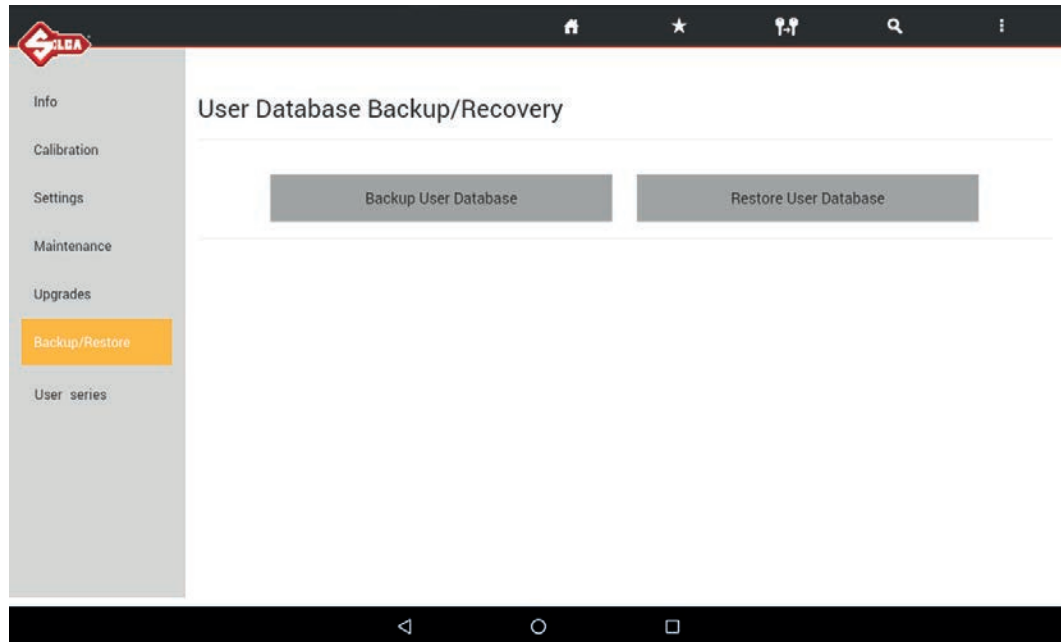 SILCA
Info
Calibration
Settings
Maintenance
Upgrades
Backup/Restore
User series
User Database Backup/Recovery
Backup User Database
Restore User Database